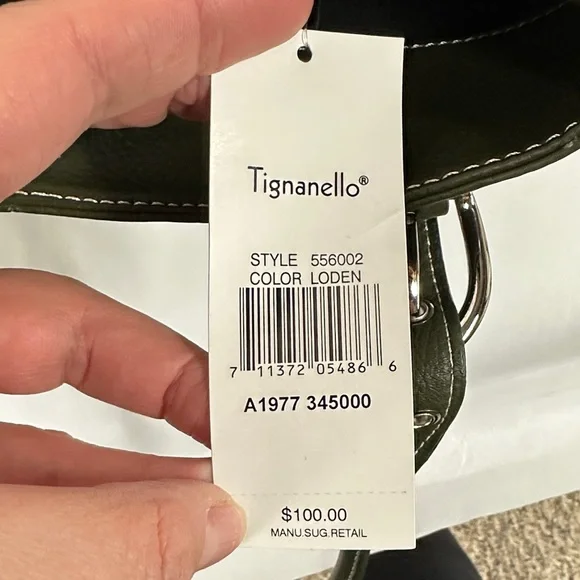 Tignanello®
STYLE 556002
COLOR LODEN
7 11372 05486 6
A1977 345000
$100.00
MANU.SUG.RETAIL